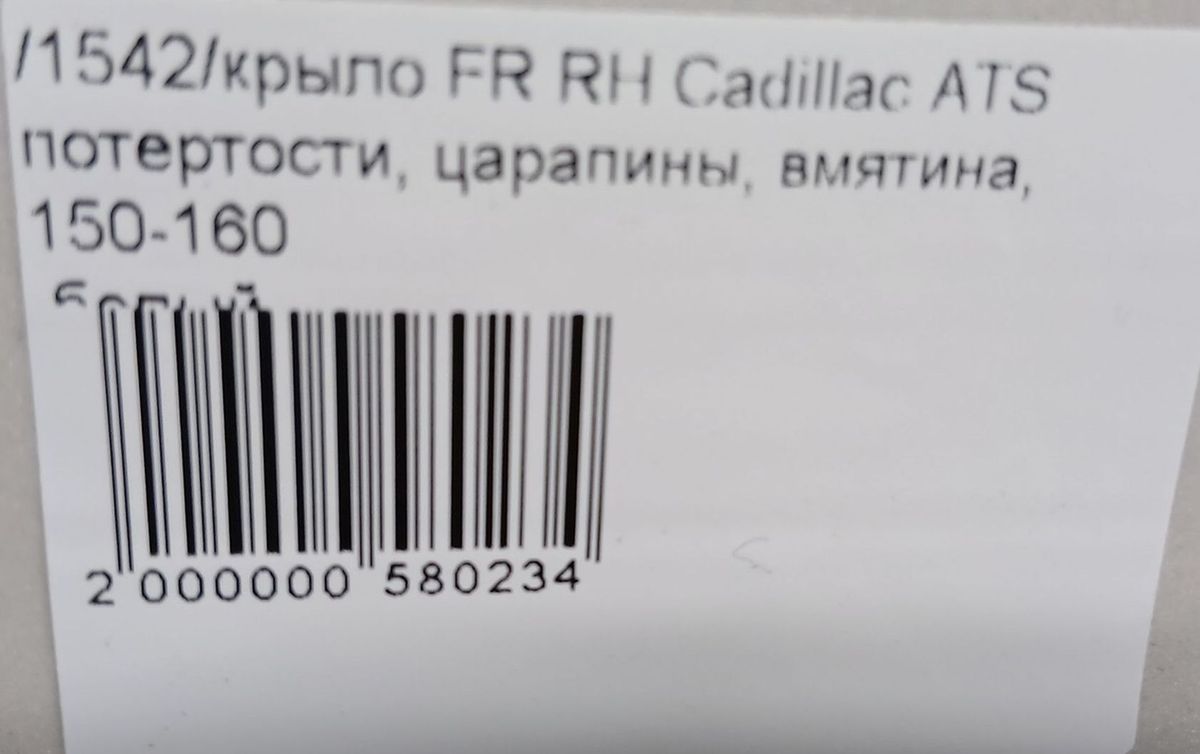 /1542/крыло FR RH Cadillac ATS
потертости, царапины, вмятина,
150-160
2 000000 580234